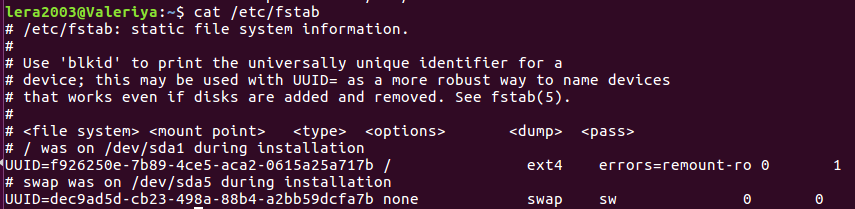 lera2003@Valeriya:~$ cat /etc/fstab
# /etc/fstab: static file system information.
#
# Use 'blkid' to print the universally unique identifier for a
# device; this may be used with UUID= as a more robust way to name devices
# that works even if disks are added and removed. See fstab(5).
#
# <file system> <mount point>   <type>  <options>       <dump>  <pass>
# / was on /dev/sda1 during installation
UUID=f926250e-7b89-4ce5-aca2-0615a25a717b /               ext4    errors=remount-ro 0       1
# swap was on /dev/sda5 during installation
UUID=dec9ad5d-cb23-498a-88b4-a2bb59dcfa7b none            swap    sw              0       0